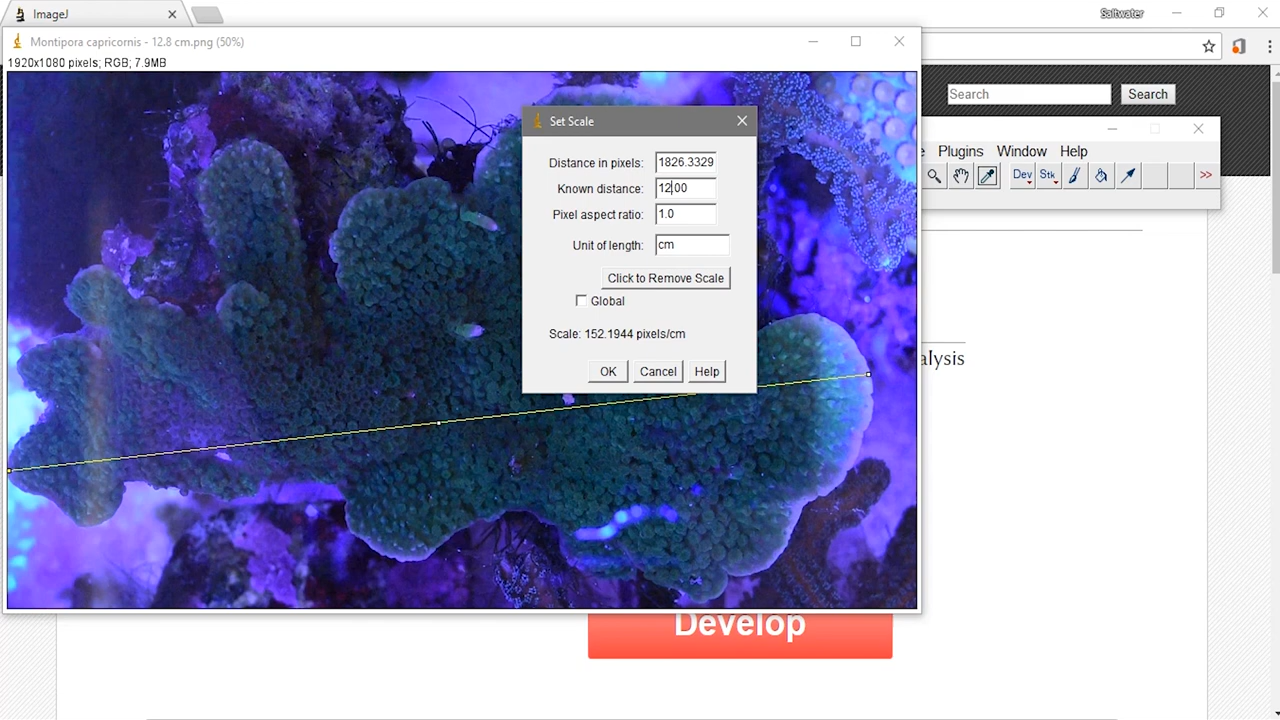 ImageJ
Saltwater
Montipora capricornis - 12.8 cm.png (50%)
1920x1080 pixels; RGB; 7.9MB
Search Search
Set Scale
Distance in pixels: 1826.3329
Known distance: 12.00
Pixel aspect ratio: 1.0
Unit of length: cm
Click to Remove Scale
Global
Scale: 152.1944 pixels/cm
OK Cancel Help
e Plugins Window Help
Dev Stk >>
alysis
Develop